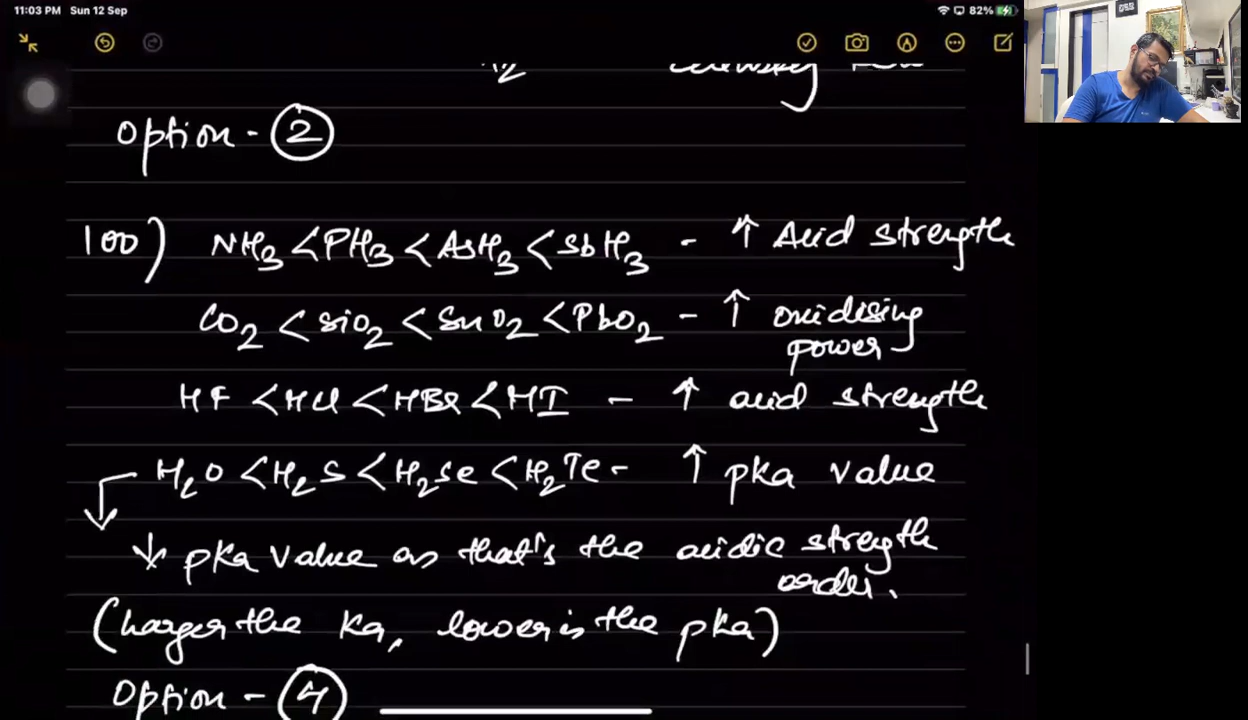 11:03 PM Sun 12 Sep
82%
Option - 2
100) NH3 < PH3 < AsH3 < SbH3 - ↑ Acid strength
CO2 < SiO2 < SnO2 < PbO2 - ↑ oxidising
power
HF < HCl < HBr < HI - ↑ acid strength
H2O < H2S < H2Se < H2Te - ↑ pka value
↓ pka value as that's the acidic strength
order.
(Larger the Ka, lower is the pka)
Option - 4